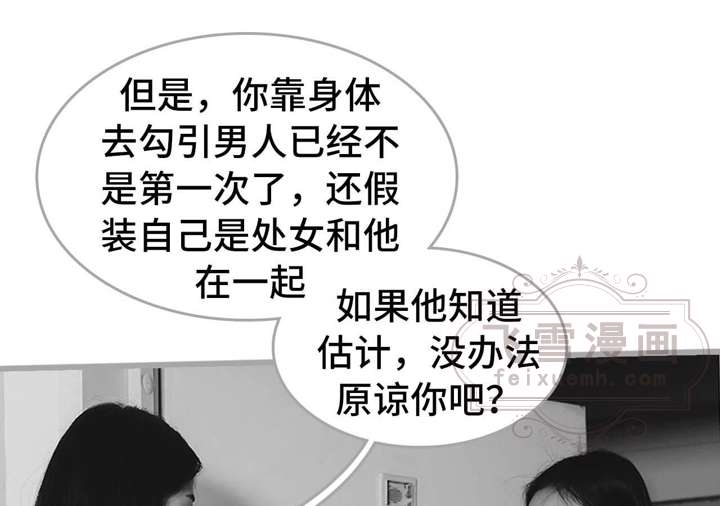 但是，你靠身体
去勾引男人已经不
是第一次了，还假
装自己是处女和他
在一起
如果他知道
估计，没办法
原谅你吧？
飞雪漫画
feixuemh.com